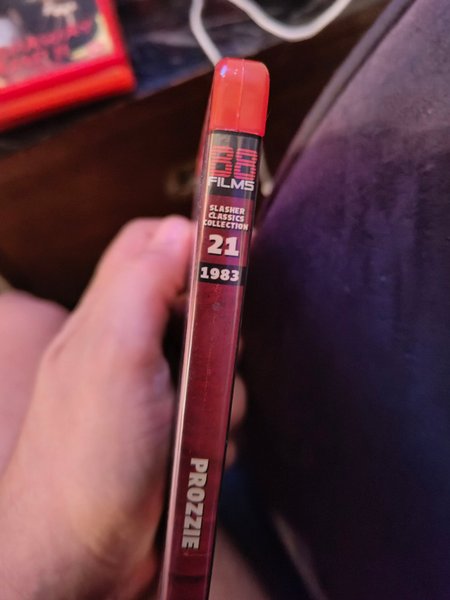 88
FILMS
SLASHER
CLASSICS
COLLECTION
21
1983
PROZZIE